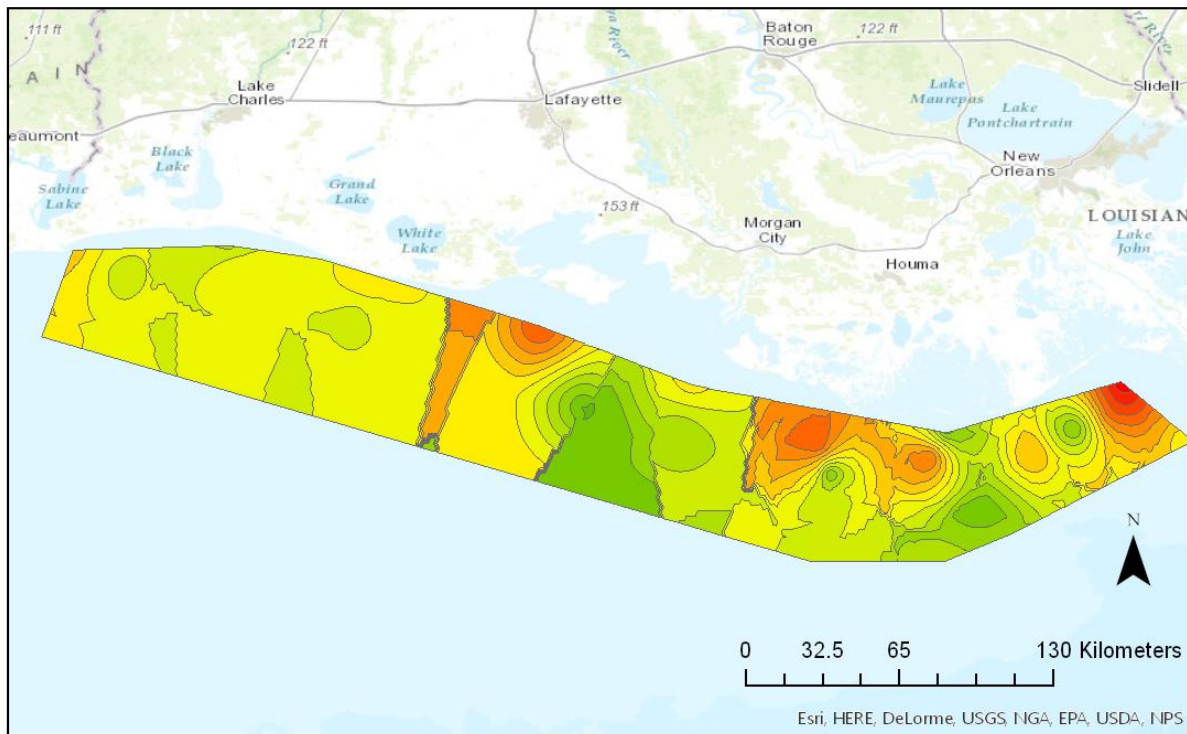 111 ft
122 ft
Baton
Rouge
122 ft
A I N
Lake
Charles
Lafayette
Lake
Maurepas
Lake
Pontchartrain
Slidell
eaumont
Black
Lake
New
Orleans
Sabine
Lake
Grand
Lake
153 ft
White
Lake
Morgan
City
LOUISIAN
Lake
John
Houma
N
0 32.5 65 130 Kilometers
Esri, HERE, DeLorme, USGS, NGA, EPA, USDA, NPS